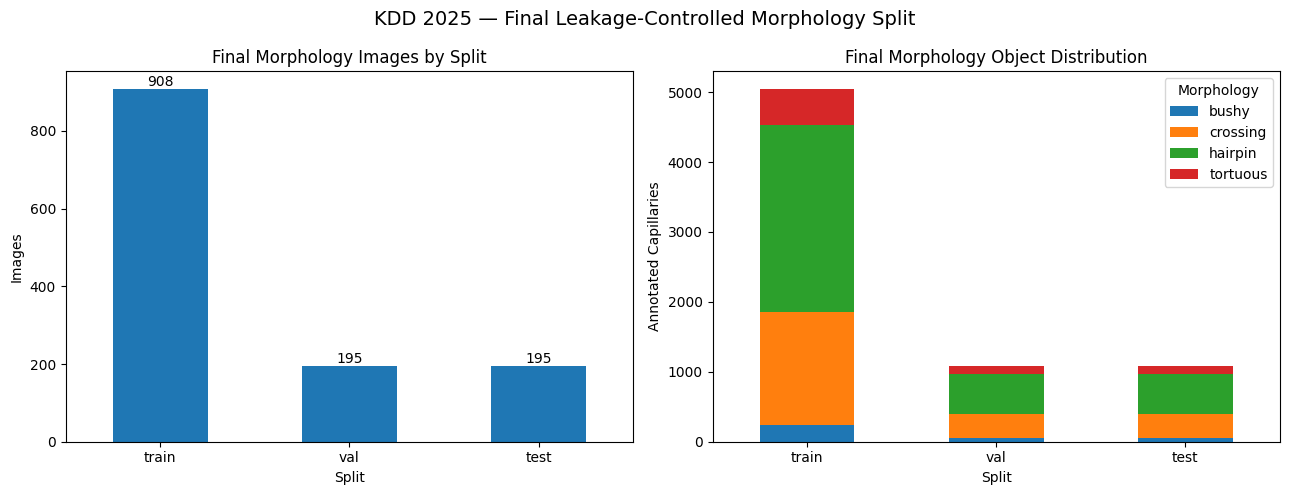 KDD 2025 — Final Leakage-Controlled Morphology Split
Final Morphology Images by Split
908
195
195
800
600
400
200
0
Images
train val test
Split
Final Morphology Object Distribution
Morphology
bushy
crossing
hairpin
tortuous
5000
4000
3000
2000
1000
0
Annotated Capillaries
train val test
Split